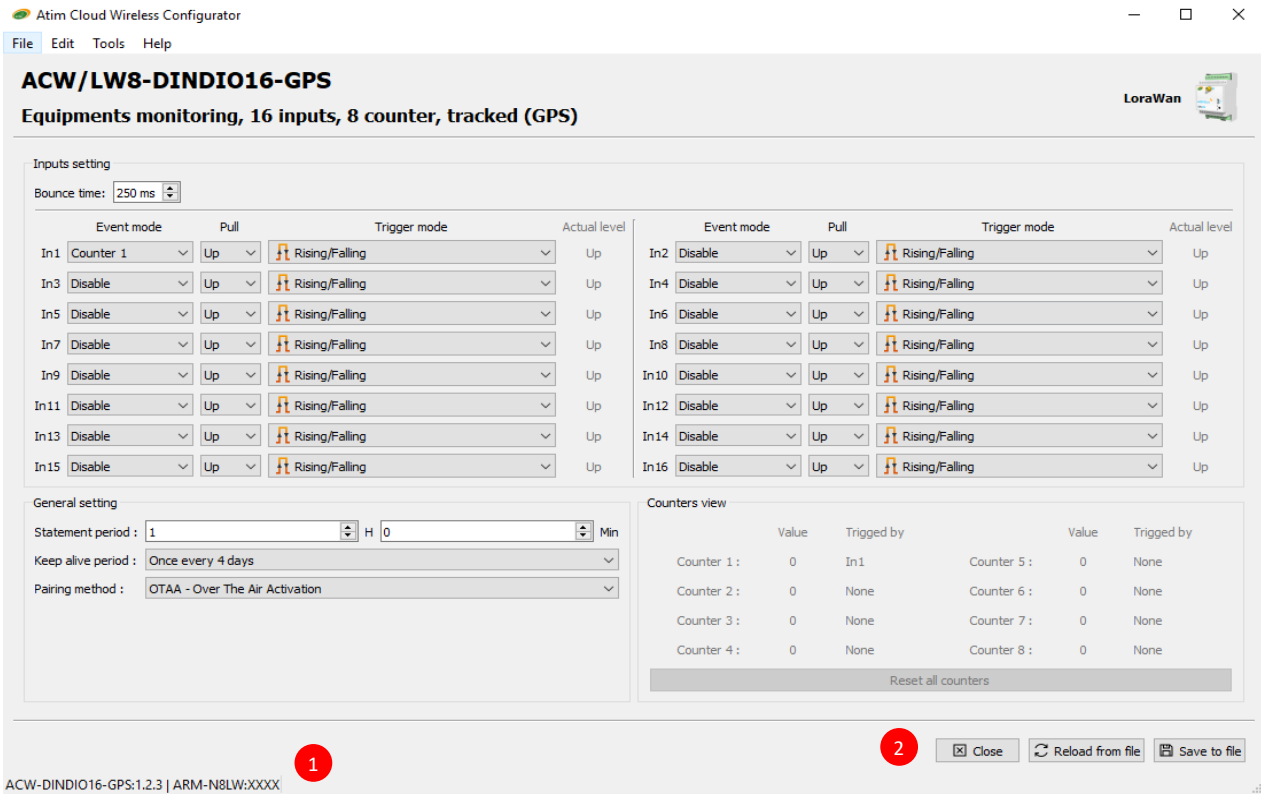 Atim Cloud Wireless Configurator
File Edit Tools Help
ACW/LW8-DINDIO16-GPS
Equipments monitoring, 16 inputs, 8 counter, tracked (GPS)
LoraWan
Inputs setting
Bounce time: 250 ms
Event mode Pull Trigger mode Actual level Event mode Pull Trigger mode Actual level
In1 Counter 1 Up Rising/Falling Up In2 Disable Up Rising/Falling Up
In3 Disable Up Rising/Falling Up In4 Disable Up Rising/Falling Up
In5 Disable Up Rising/Falling Up In6 Disable Up Rising/Falling Up
In7 Disable Up Rising/Falling Up In8 Disable Up Rising/Falling Up
In9 Disable Up Rising/Falling Up In10 Disable Up Rising/Falling Up
In11 Disable Up Rising/Falling Up In12 Disable Up Rising/Falling Up
In13 Disable Up Rising/Falling Up In14 Disable Up Rising/Falling Up
In15 Disable Up Rising/Falling Up In16 Disable Up Rising/Falling Up
General setting
Statement period : 1 H 0 Min
Keep alive period : Once every 4 days
Pairing method : OTAA - Over The Air Activation
Counters view
Value Trigged by Value Trigged by
Counter 1 : 0 In1 Counter 5 : 0 None
Counter 2 : 0 None Counter 6 : 0 None
Counter 3 : 0 None Counter 7 : 0 None
Counter 4 : 0 None Counter 8 : 0 None
Reset all counters
1
2
Close Reload from file Save to file
ACW-DINDIO16-GPS:1.2.3 | ARM-N8LW:XXXX